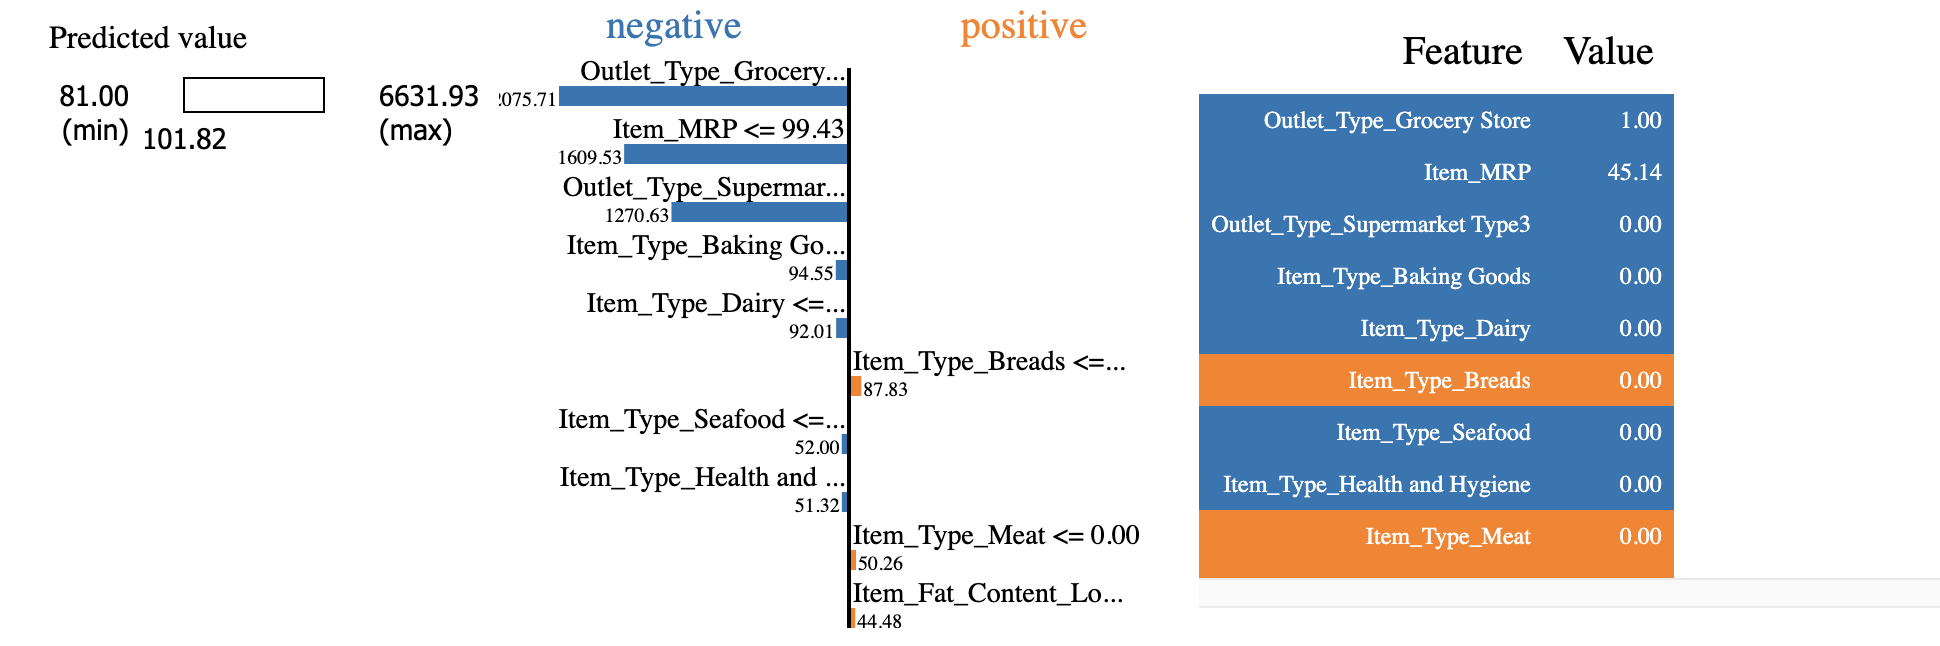 Predicted value
81.00
(min)
101.82
6631.93
(max)
negative
positive
Outlet_Type_Grocery...
2075.71
Item_MRP <= 99.43
1609.53
Outlet_Type_Supermar...
1270.63
Item_Type_Baking Go...
94.55
Item_Type_Dairy <=...
92.01
Item_Type_Breads <=...
87.83
Item_Type_Seafood <=...
52.00
Item_Type_Health and ...
51.32
Item_Type_Meat <= 0.00
50.26
Item_Fat_Content_Lo...
44.48
Feature Value
Outlet_Type_Grocery Store 1.00
Item_MRP 45.14
Outlet_Type_Supermarket Type3 0.00
Item_Type_Baking Goods 0.00
Item_Type_Dairy 0.00
Item_Type_Breads 0.00
Item_Type_Seafood 0.00
Item_Type_Health and Hygiene 0.00
Item_Type_Meat 0.00